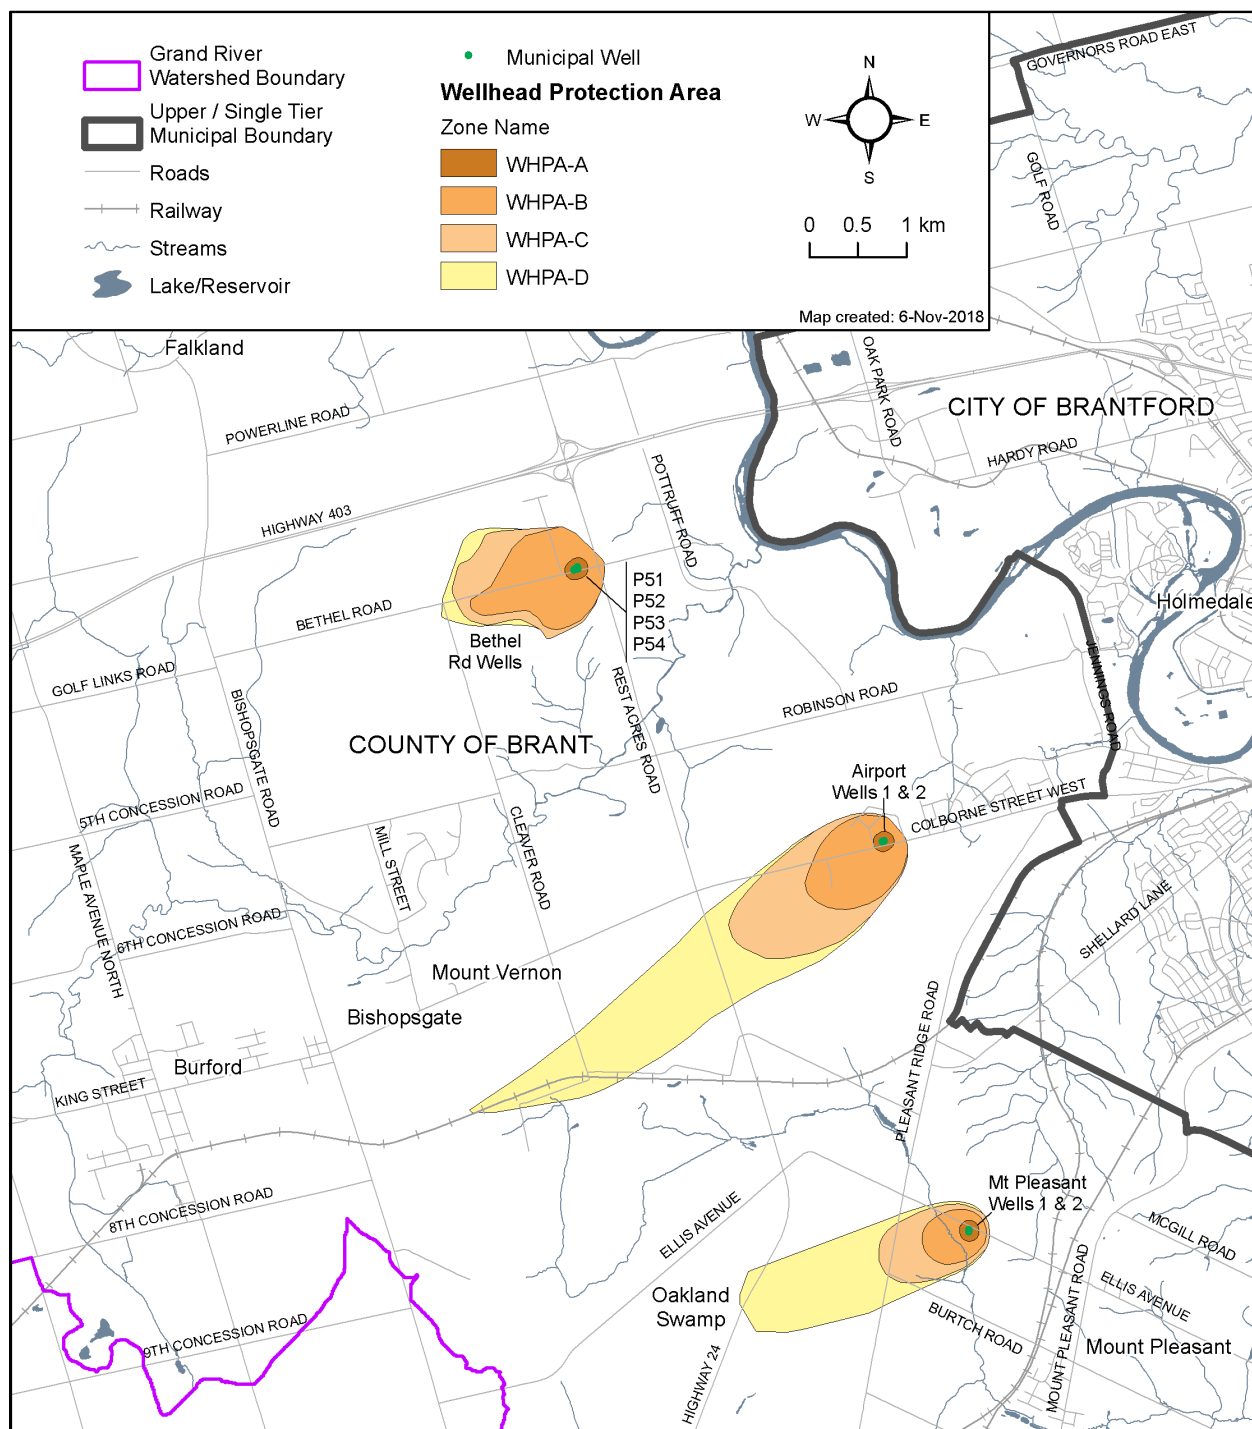 Grand River
Watershed Boundary
Upper / Single Tier
Municipal Boundary
Roads
Railway
Streams
Lake/Reservoir
Municipal Well
Wellhead Protection Area
Zone Name
WHPA-A
WHPA-B
WHPA-C
WHPA-D
N
W
E
S
0 0.5 1 km
Map created: 6-Nov-2018
GOVERNORS ROAD EAST
GOLF ROAD
Falkland
OAK PARK ROAD
CITY OF BRANTFORD
POWERLINE ROAD
HARDY ROAD
POTTRUFF ROAD
HIGHWAY 403
P51
P52
P53
P54
BETHEL ROAD
Holmedale
Bethel
Rd Wells
GOLF LINKS ROAD
BISHOPSGATE ROAD
REST ACRES ROAD
ROBINSON ROAD
JENNINGS ROAD
COUNTY OF BRANT
Airport
Wells 1 & 2
5TH CONCESSION ROAD
COLBORNE STREET WEST
CLEAVER ROAD
MILL STREET
MAPLE AVENUE NORTH
6TH CONCESSION ROAD
SHELLARD LANE
Mount Vernon
Bishopsgate
PLEASANT RIDGE ROAD
Burford
KING STREET
Mt Pleasant
Wells 1 & 2
8TH CONCESSION ROAD
ELLIS AVENUE
MCGILL ROAD
ELLIS AVENUE
Oakland
Swamp
BURTCH ROAD
MOUNT PLEASANT ROAD
9TH CONCESSION ROAD
Mount Pleasant
HIGHWAY 24